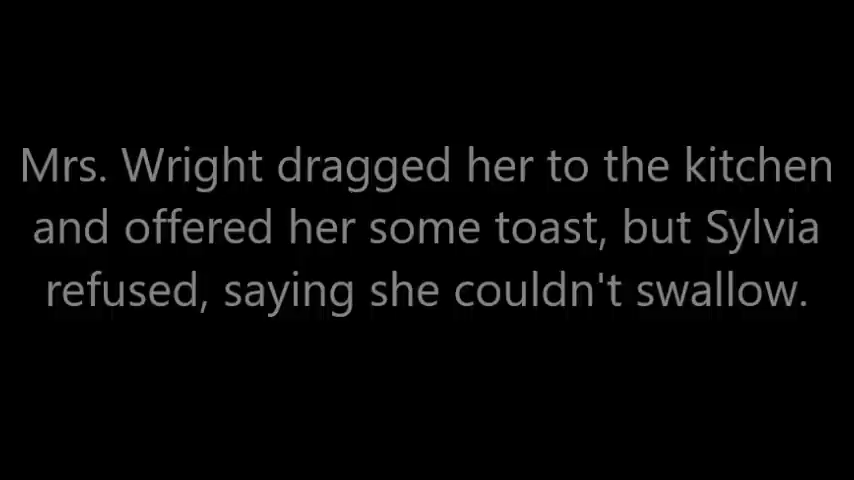 Mrs. Wright dragged her to the kitchen
and offered her some toast, but Sylvia
refused, saying she couldn't swallow.